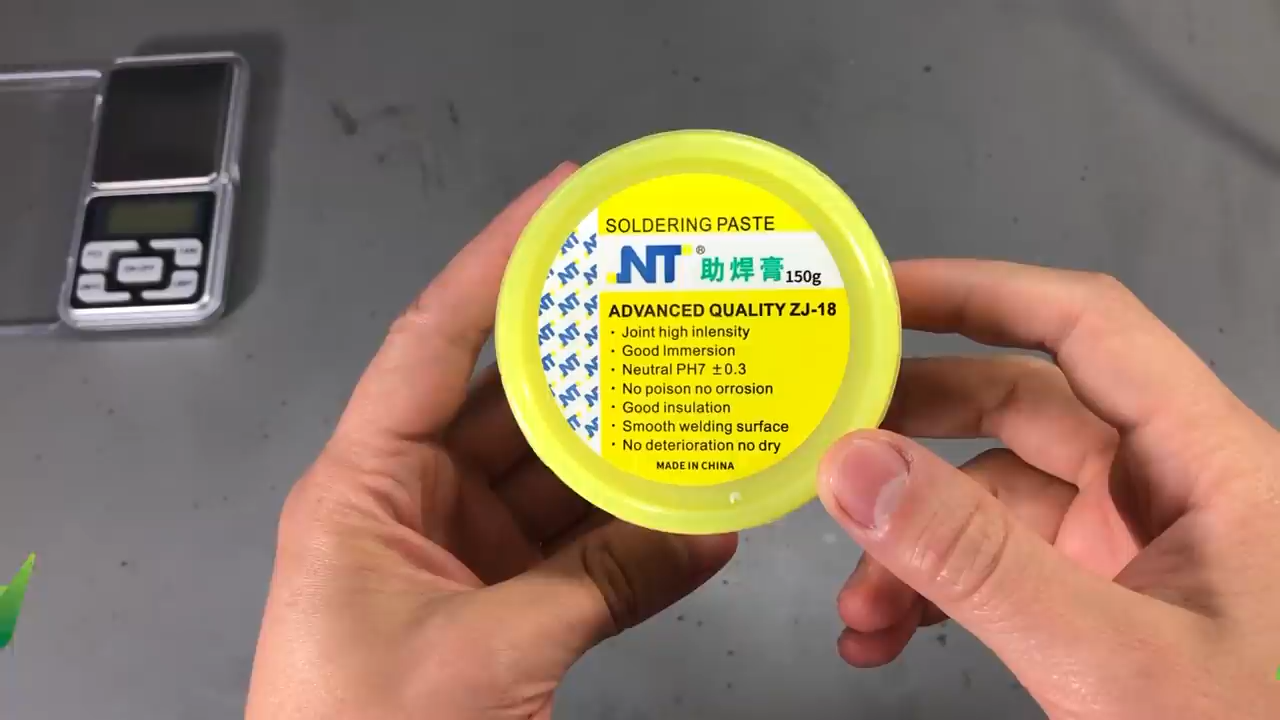 SOLDERING PASTE
NT® 助焊膏 150g
ADVANCED QUALITY ZJ-18
· Joint high inlensity
· Good Immersion
· Neutral PH7 ±0.3
· No poison no orrosion
· Good insulation
· Smooth welding surface
· No deterioration no dry
MADE IN CHINA